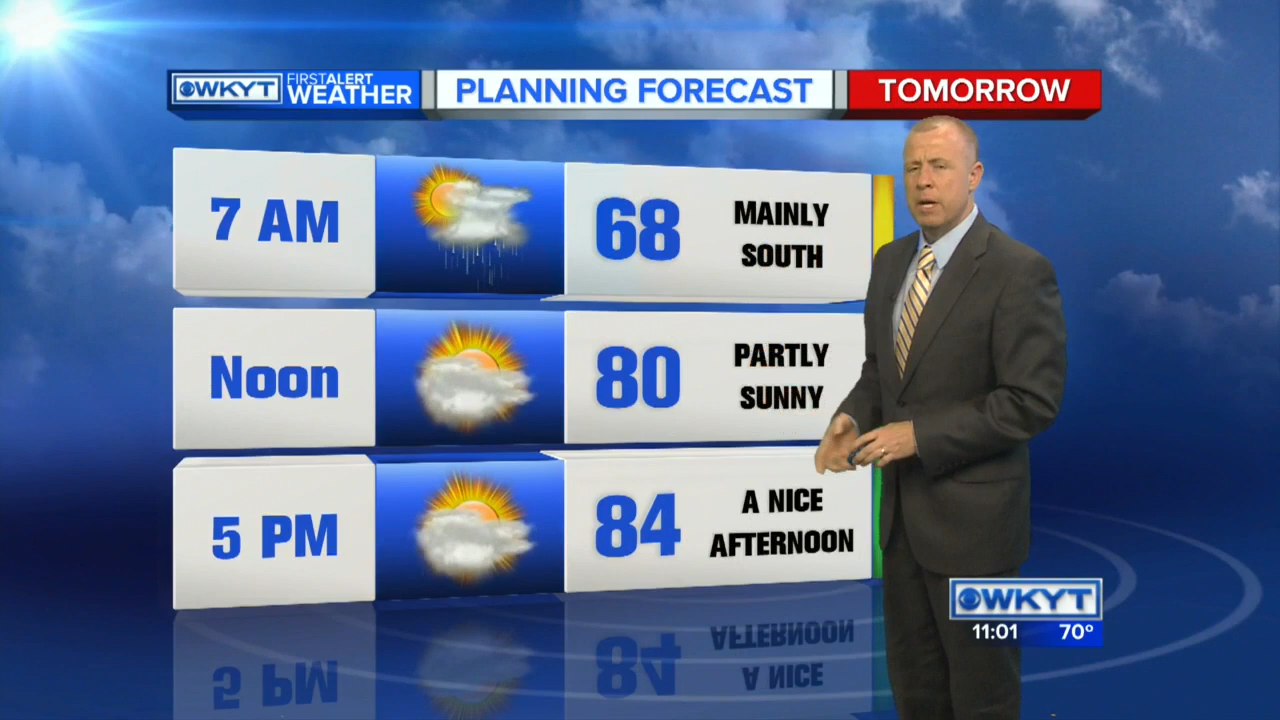 WKYT FIRST ALERT WEATHER PLANNING FORECAST TOMORROW
7 AM 68 MAINLY SOUTH
Noon 80 PARTLY SUNNY
5 PM 84 A NICE AFTERNOON
WKYT
11:01 70°